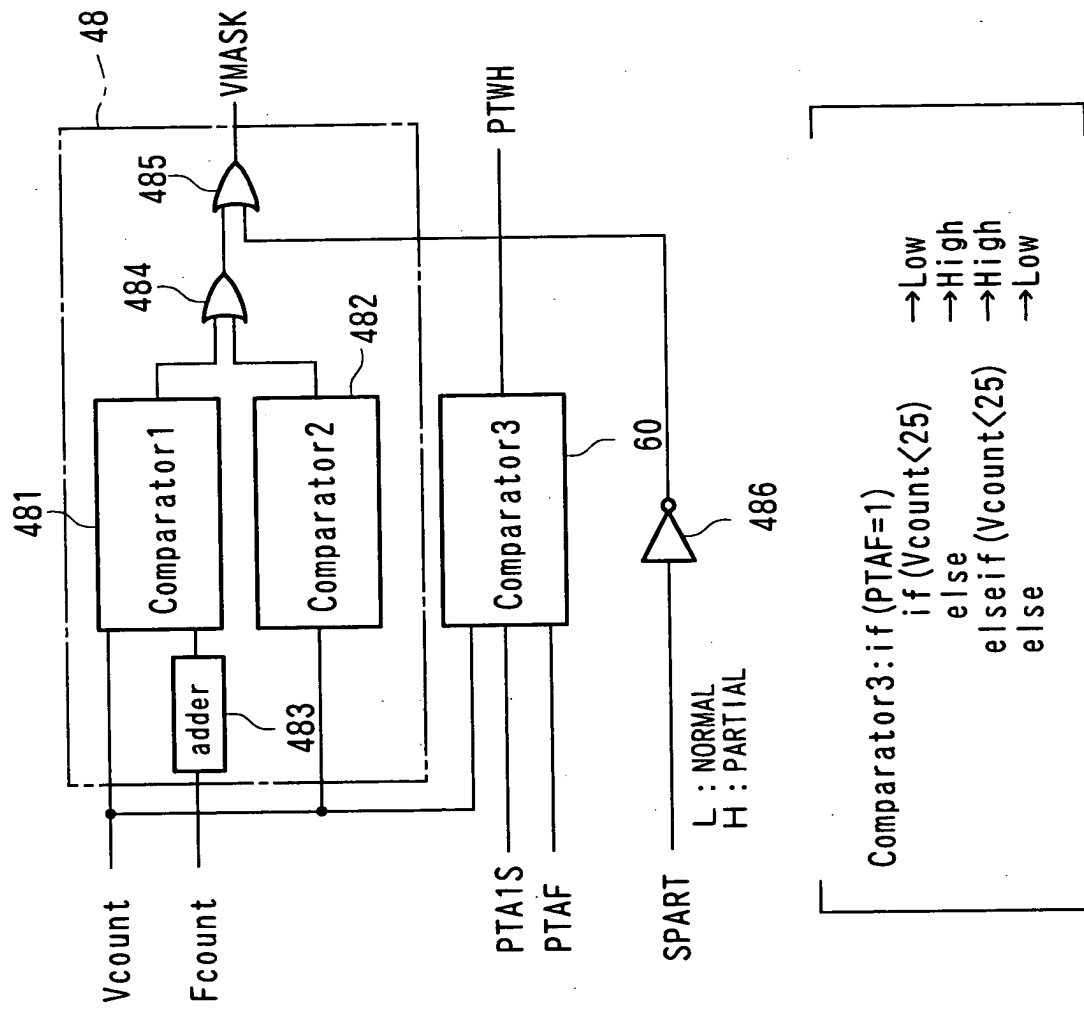 48
VMASK
485
484
481
Comparator1
482
Comparator2
adder
483
Vcount
Fcount
PTWH
Comparator3
60
PTA1S
PTAF
486
SPART
L : NORMAL
H : PARTIAL
Comparator3:if(PTAF=1)
if(Vcount<25) →Low
else →High
elseif(Vcount<25) →High
else →Low